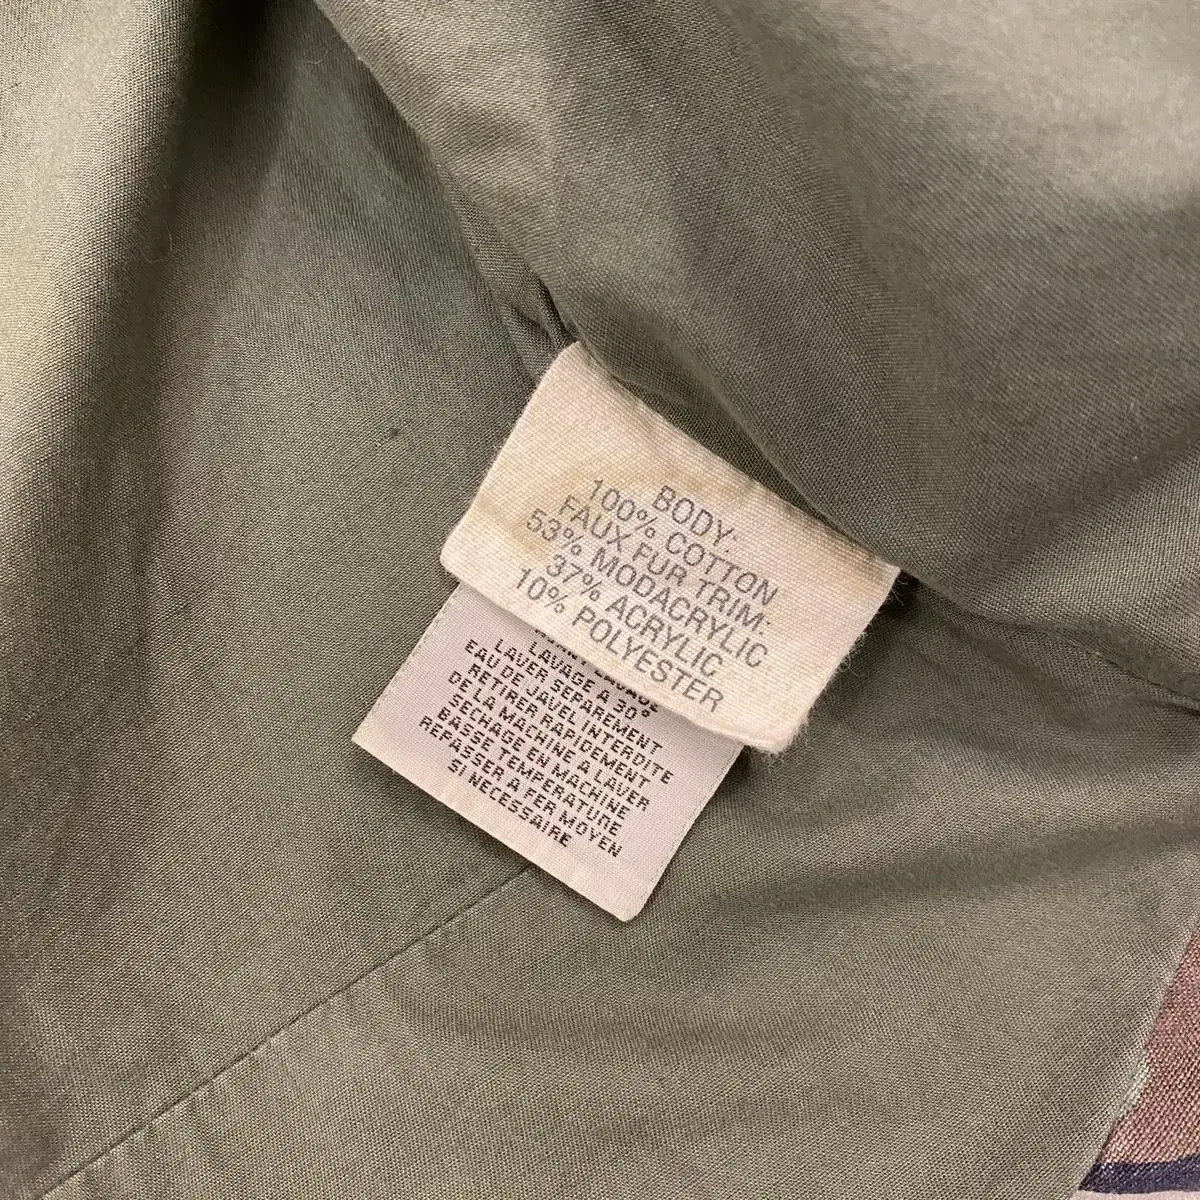 BODY:
100% COTTON
FAUX FUR TRIM:
53% MODACRYLIC
37% ACRYLIC
10% POLYESTER
LAVAGE A 30°
LAVER SEPAREMENT
EAU DE JAVEL INTERDITE
RETIRER RAPIDEMENT
DE LA MACHINE A LAVER
SECHAGE EN MACHINE
BASSE TEMPERATURE
REPASSER A FER MOYEN
SI NECESSAIRE